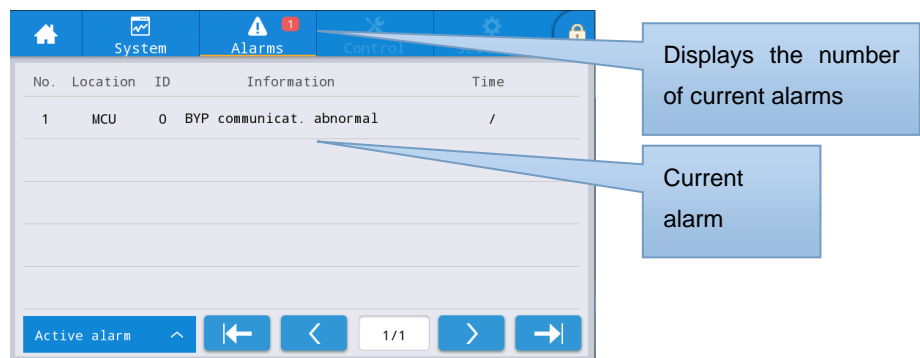 System Alarms 1 Control
No. Location ID Information Time
1 MCU 0 BYP communicat. abnormal /
Active alarm 1/1
Displays the number
of current alarms
Current
alarm